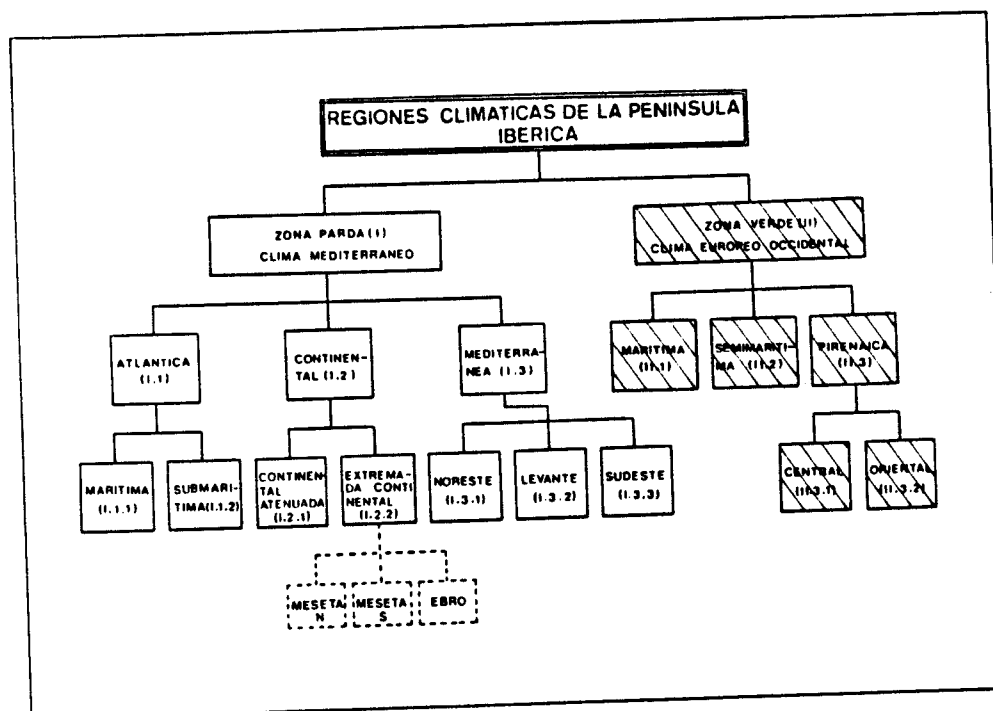 REGIONES CLIMATICAS DE LA PENINSULA
IBERICA
ZONA PARDA (I)
CLIMA MEDITERRANEO
ZONA VERDE (II)
CLIMA EUROPEO OCCIDENTAL
ATLANTICA
(I.1)
CONTINEN-
TAL (I.2)
MEDITERRA-
NEA (I.3)
MARITIMA
(II.1)
SEMIMARITI-
MA (II.2)
PIRENAICA
(II.3)
MARITIMA
(I.1.1)
SUBMARI-
TIMA(I.1.2)
CONTINEN-
TAL
ATENUADA
(I.2.1)
EXTREMA-
DA CONTI-
NENTAL
(I.2.2)
NORESTE
(I.3.1)
LEVANTE
(I.3.2)
SUDESTE
(I.3.3)
CENTRAL
(II.3.1)
ORIENTAL
(II.3.2)
MESETA
N
MESETA
S
EBRO